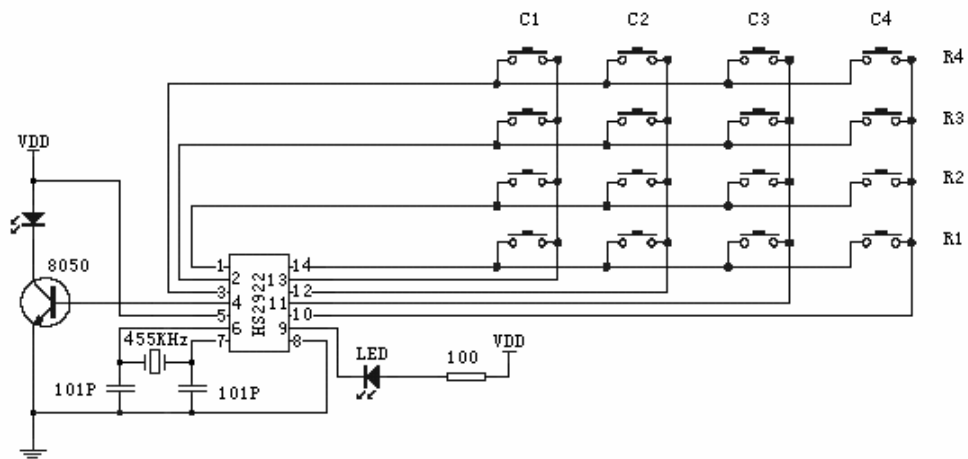 C1 C2 C3 C4
R4
R3
VDD
R2
R1
8050
1 14
2 13
3 12
4 11
5 10
6 9
7 8
HS2922
455KHz
LED 100 VDD
101P 101P